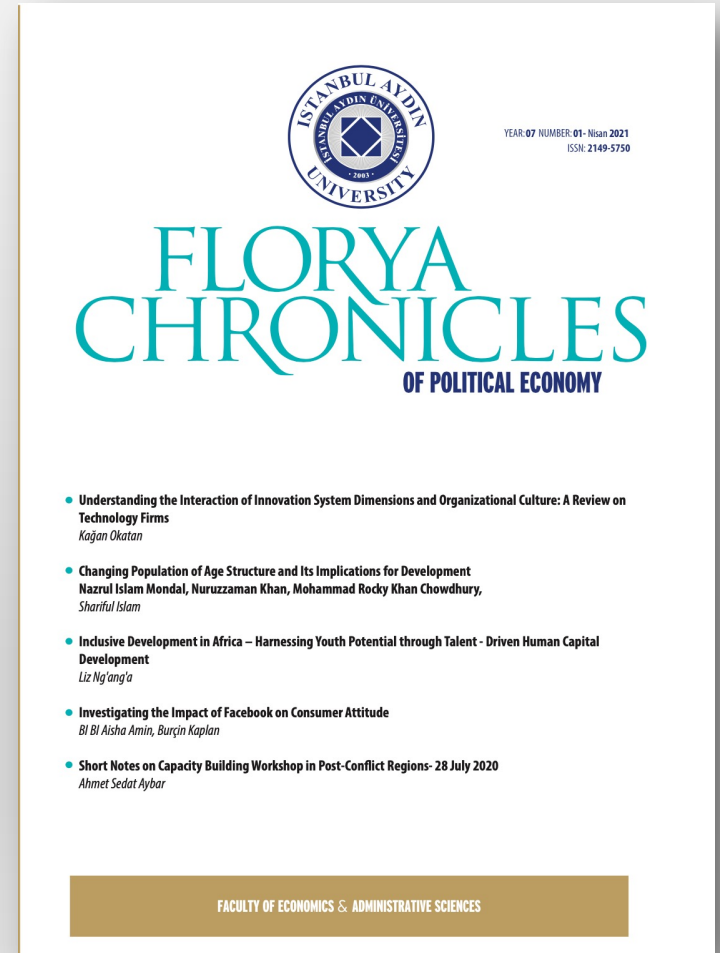 ISTANBUL AYDIN
İSTANBUL AYDIN ÜNİVERSİTESİ
· 2003 ·
UNIVERSITY
YEAR: 07 NUMBER: 01- Nisan 2021
ISSN: 2149-5750
FLORYA
CHRONICLES
OF POLITICAL ECONOMY
• Understanding the Interaction of Innovation System Dimensions and Organizational Culture: A Review on
Technology Firms
Kağan Okatan
• Changing Population of Age Structure and Its Implications for Development
Nazrul Islam Mondal, Nuruzzaman Khan, Mohammad Rocky Khan Chowdhury,
Shariful Islam
• Inclusive Development in Africa – Harnessing Youth Potential through Talent - Driven Human Capital
Development
Liz Ng'ang'a
• Investigating the Impact of Facebook on Consumer Attitude
BI BI Aisha Amin, Burçin Kaplan
• Short Notes on Capacity Building Workshop in Post-Conflict Regions- 28 July 2020
Ahmet Sedat Aybar
FACULTY OF ECONOMICS & ADMINISTRATIVE SCIENCES